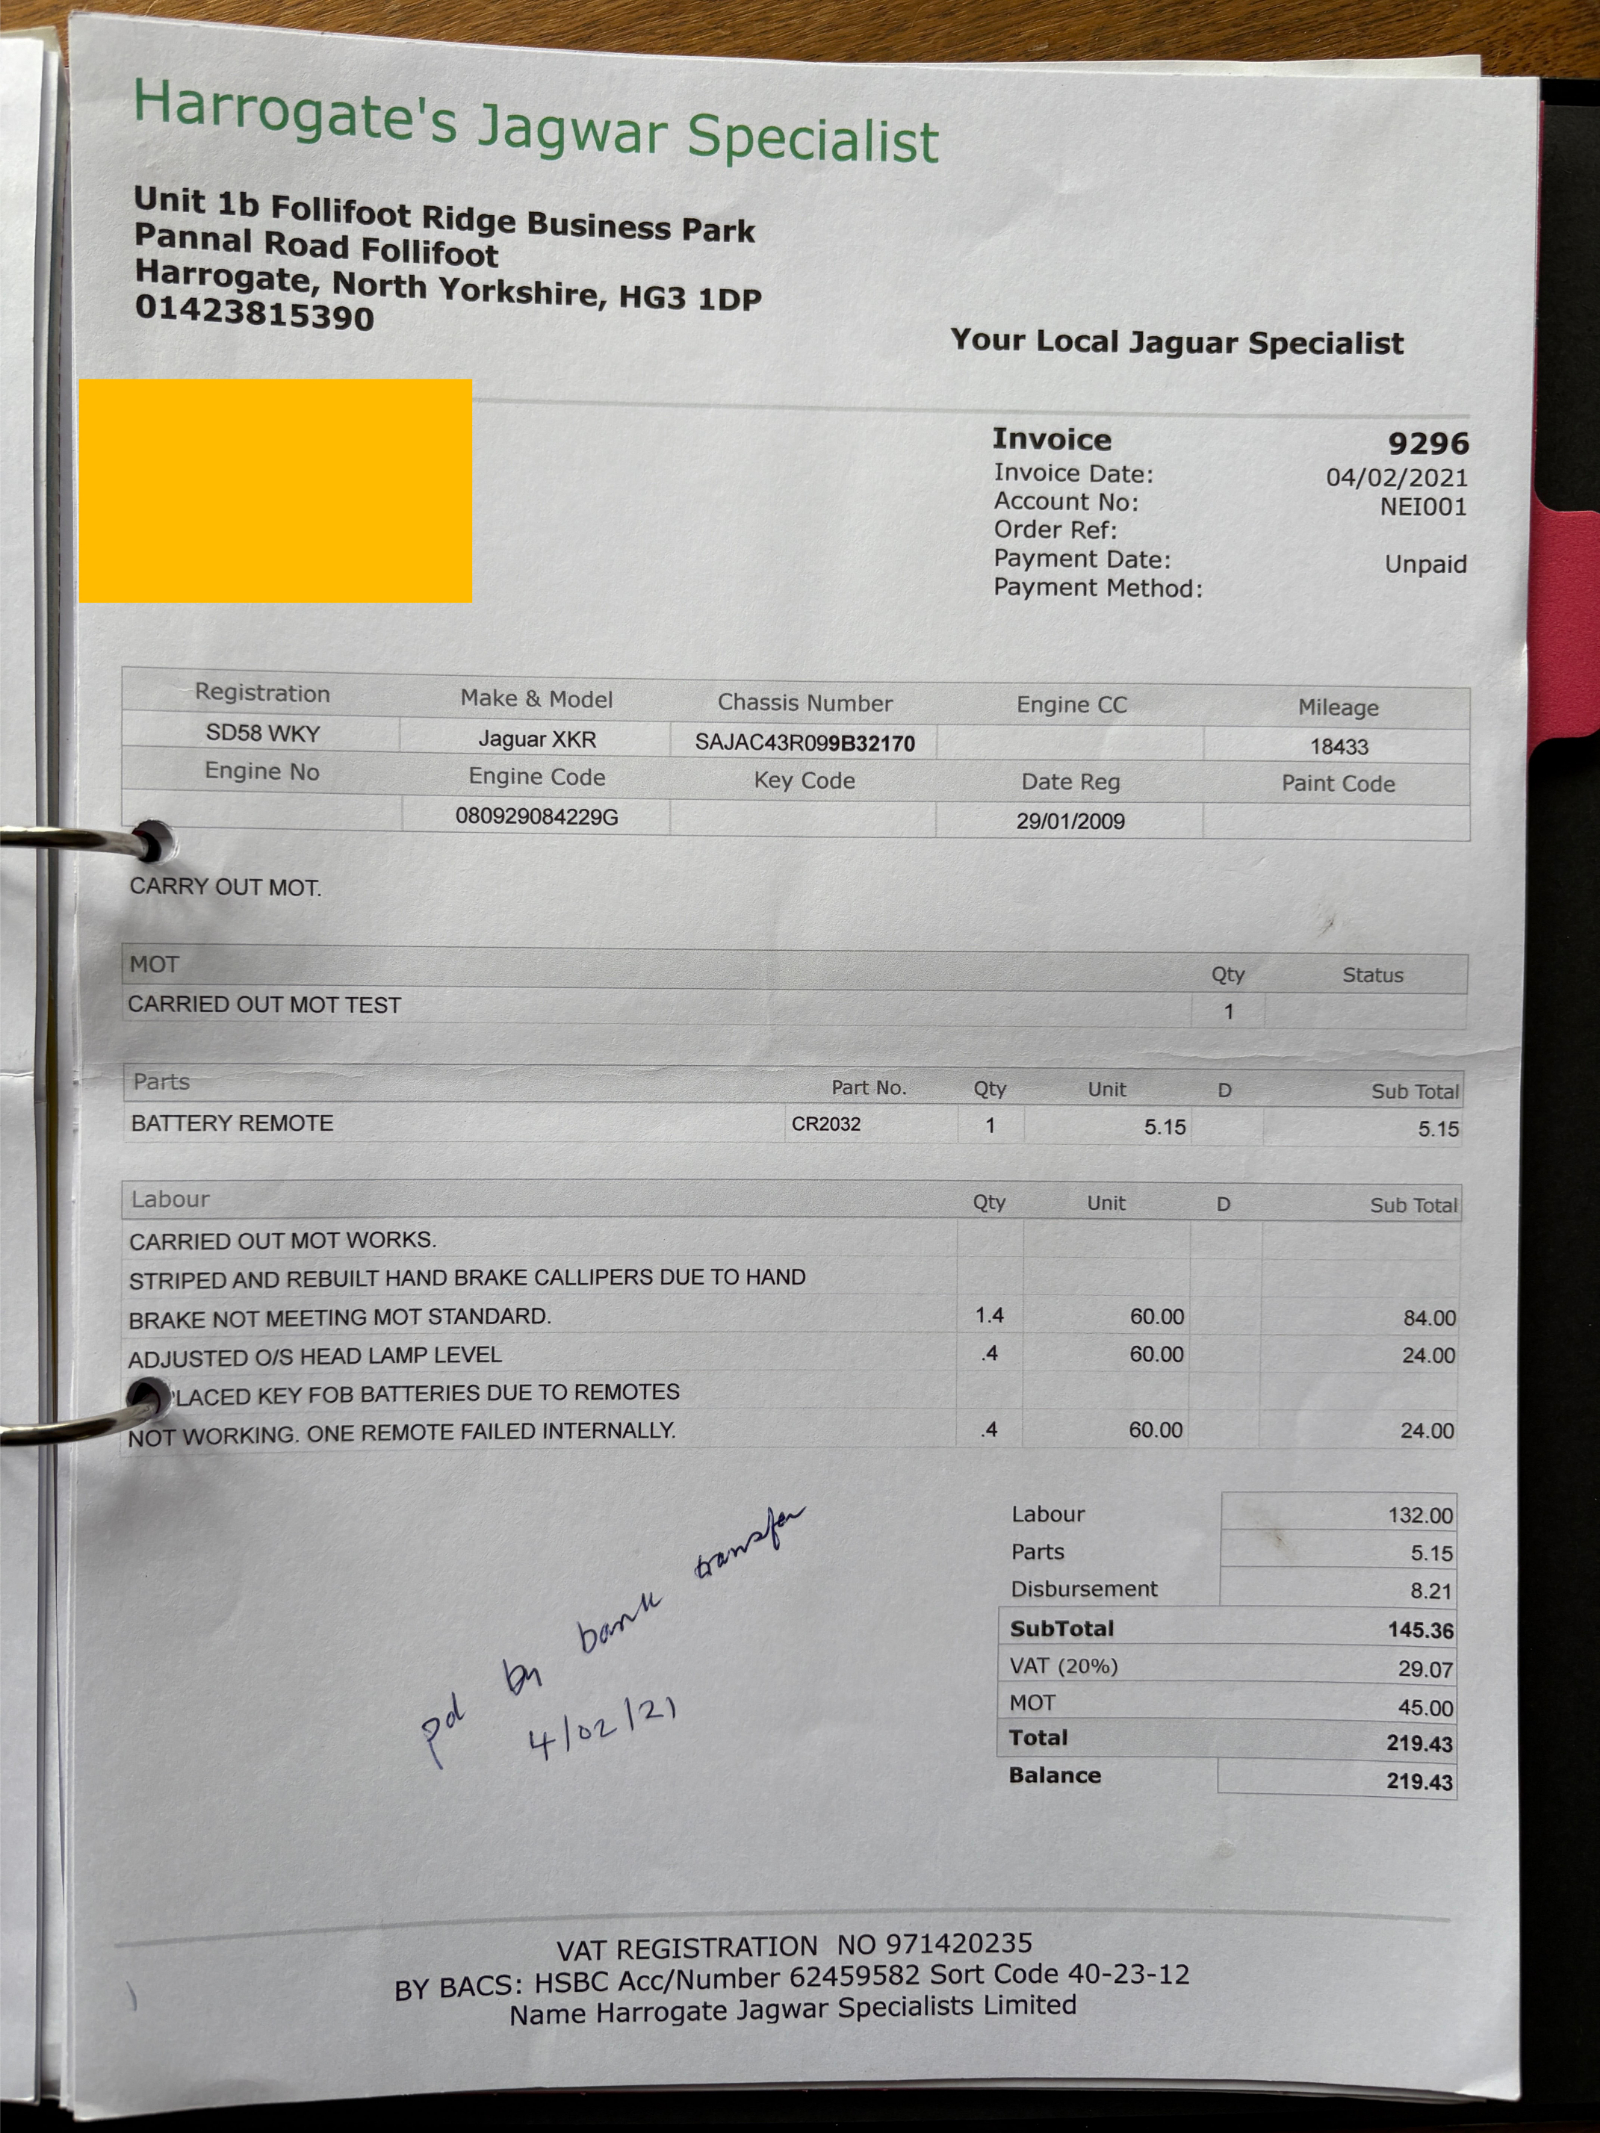 Harrogate's Jagwar Specialist
Unit 1b Follifoot Ridge Business Park
Pannal Road Follifoot
Harrogate, North Yorkshire, HG3 1DP
01423815390
Your Local Jaguar Specialist
Invoice 9296
Invoice Date: 04/02/2021
Account No: NEI001
Order Ref:
Payment Date: Unpaid
Payment Method:
Registration Make & Model Chassis Number Engine CC Mileage
SD58 WKY Jaguar XKR SAJAC43R099B32170 18433
Engine No Engine Code Key Code Date Reg Paint Code
080929084229G 29/01/2009
CARRY OUT MOT.
MOT Qty Status
CARRIED OUT MOT TEST 1
Parts Part No. Qty Unit D Sub Total
BATTERY REMOTE CR2032 1 5.15 5.15
Labour Qty Unit D Sub Total
CARRIED OUT MOT WORKS.
STRIPED AND REBUILT HAND BRAKE CALLIPERS DUE TO HAND
BRAKE NOT MEETING MOT STANDARD. 1.4 60.00 84.00
ADJUSTED O/S HEAD LAMP LEVEL .4 60.00 24.00
PLACED KEY FOB BATTERIES DUE TO REMOTES
NOT WORKING. ONE REMOTE FAILED INTERNALLY. .4 60.00 24.00
Labour 132.00
Parts 5.15
Disbursement 8.21
SubTotal 145.36
VAT (20%) 29.07
MOT 45.00
Total 219.43
Balance 219.43
pd by bank transfer
4/02/21
VAT REGISTRATION NO 971420235
BY BACS: HSBC Acc/Number 62459582 Sort Code 40-23-12
Name Harrogate Jagwar Specialists Limited